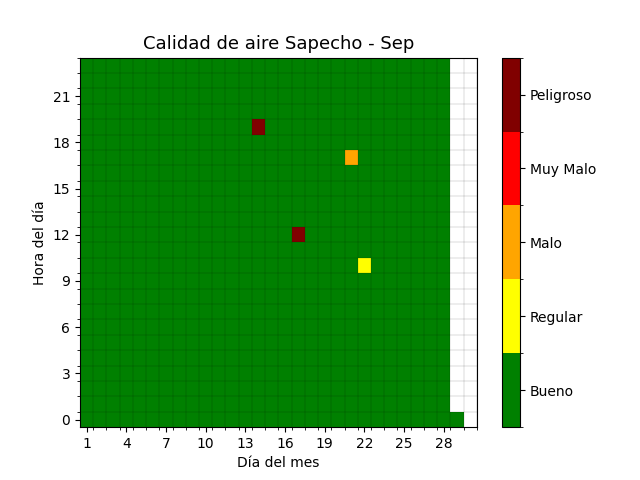 Calidad de aire Sapecho - Sep
Hora del día
21
18
15
12
9
6
3
0
1 4 7 10 13 16 19 22 25 28
Día del mes
Peligroso
Muy Malo
Malo
Regular
Bueno